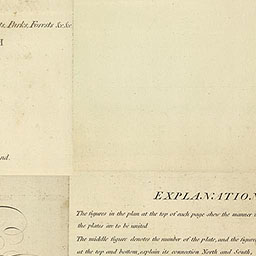 ts, Parks, Forests &c &c
H
nd.
EXPLANATION
The figures in the plan at the top of each page shew the manner
the plates are to be united
The middle figure denotes the number of the plate, and the figure
at the top and bottom, explain its connection North and South,